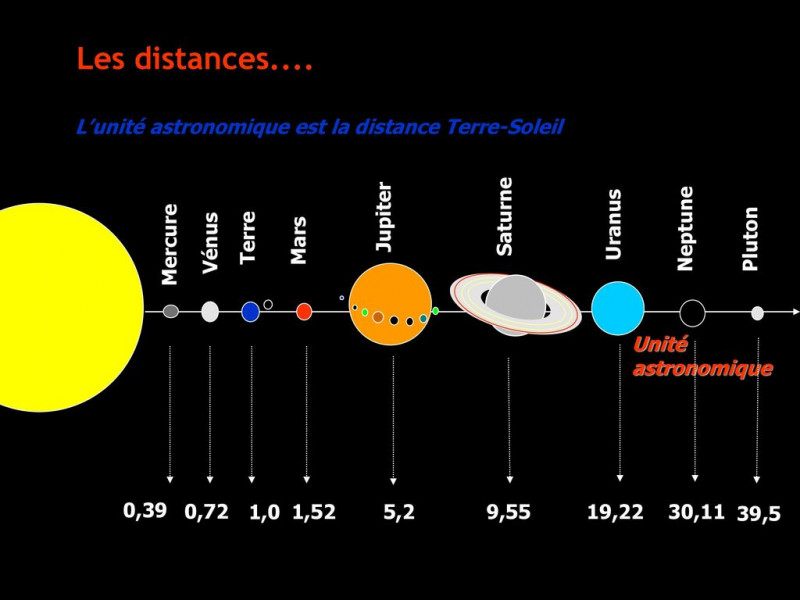 Les distances....
L’unité astronomique est la distance Terre-Soleil
Mercure
Vénus
Terre
Mars
Jupiter
Saturne
Uranus
Neptune
Pluton
Unité
astronomique
0,39 0,72 1,0 1,52 5,2 9,55 19,22 30,11 39,5